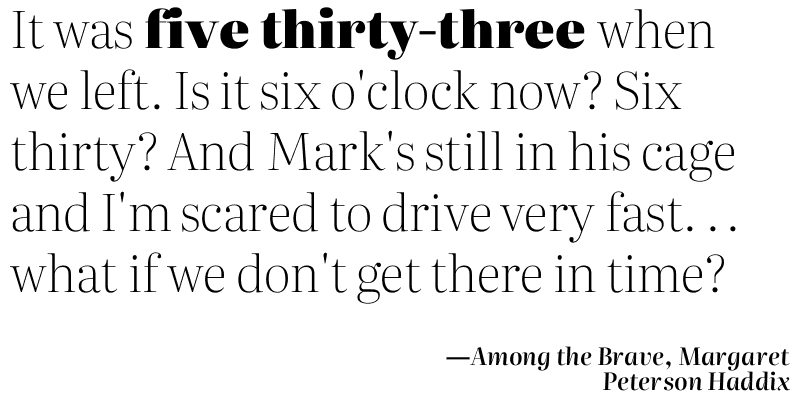 It was five thirty-three when
we left. Is it six o'clock now? Six
thirty? And Mark's still in his cage
and I'm scared to drive very fast. . .
what if we don't get there in time?
—Among the Brave, Margaret
Peterson Haddix